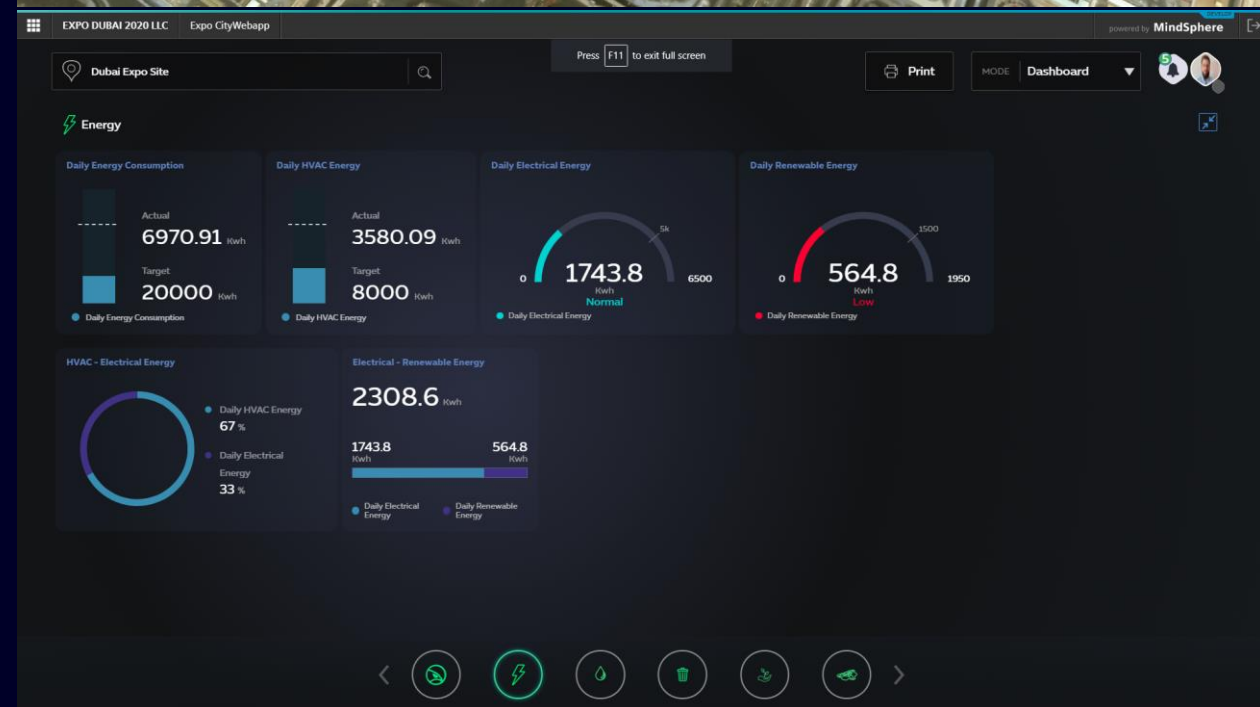 EXPO DUBAI 2020 LLC Expo CityWebapp
powered by MindSphere
Press F11 to exit full screen
Dubai Expo Site
Print
MODE Dashboard
5
Energy
Daily Energy Consumption
Actual
6970.91 Kwh
Target
20000 Kwh
Daily Energy Consumption
Daily HVAC Energy
Actual
3580.09 Kwh
Target
8000 Kwh
Daily HVAC Energy
Daily Electrical Energy
5k
0
1743.8
6500
Kwh
Normal
Daily Electrical Energy
Daily Renewable Energy
1500
0
564.8
1950
Kwh
Low
Daily Renewable Energy
HVAC - Electrical Energy
Daily HVAC Energy
67 %
Daily Electrical
Energy
33 %
Electrical - Renewable Energy
2308.6 Kwh
1743.8 564.8
Kwh Kwh
Daily Electrical
Energy
Daily Renewable
Energy